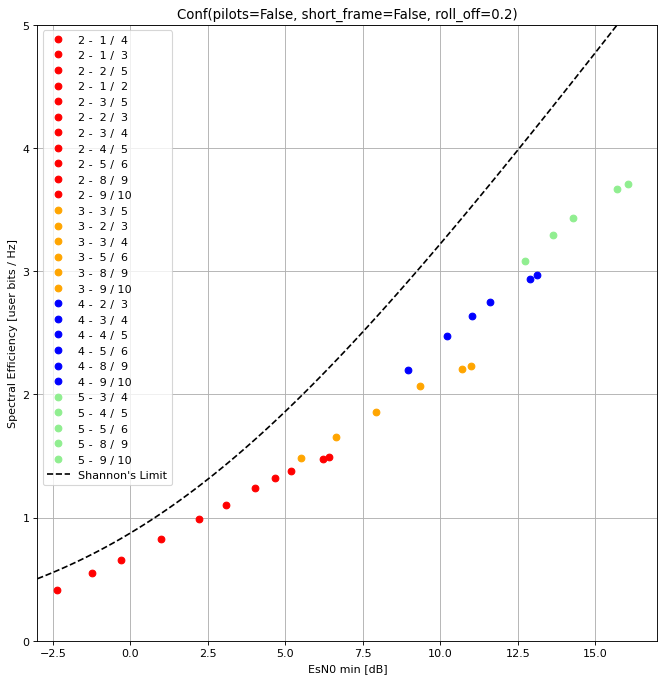 Conf(pilots=False, short_frame=False, roll_off=0.2)
5
4
3
2
1
0
Spectral Efficiency [user bits / Hz]
2 - 1 / 4
2 - 1 / 3
2 - 2 / 5
2 - 1 / 2
2 - 3 / 5
2 - 2 / 3
2 - 3 / 4
2 - 4 / 5
2 - 5 / 6
2 - 8 / 9
2 - 9 / 10
3 - 3 / 5
3 - 2 / 3
3 - 3 / 4
3 - 5 / 6
3 - 8 / 9
3 - 9 / 10
4 - 2 / 3
4 - 3 / 4
4 - 4 / 5
4 - 5 / 6
4 - 8 / 9
4 - 9 / 10
5 - 3 / 4
5 - 4 / 5
5 - 5 / 6
5 - 8 / 9
5 - 9 / 10
Shannon's Limit
−2.5 0.0 2.5 5.0 7.5 10.0 12.5 15.0
EsN0 min [dB]